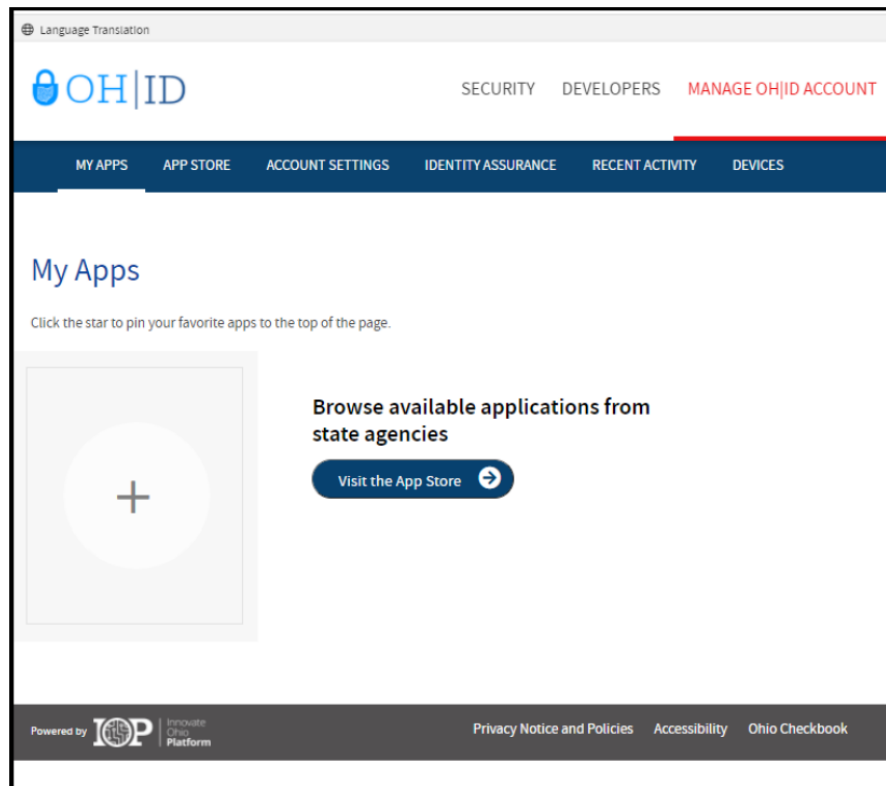 Language Translation
OH|ID
SECURITY DEVELOPERS MANAGE OH|ID ACCOUNT
MY APPS APP STORE ACCOUNT SETTINGS IDENTITY ASSURANCE RECENT ACTIVITY DEVICES
My Apps
Click the star to pin your favorite apps to the top of the page.
Browse available applications from
state agencies
Visit the App Store
Powered by IOP Innovate
Ohio
Platform
Privacy Notice and Policies Accessibility Ohio Checkbook